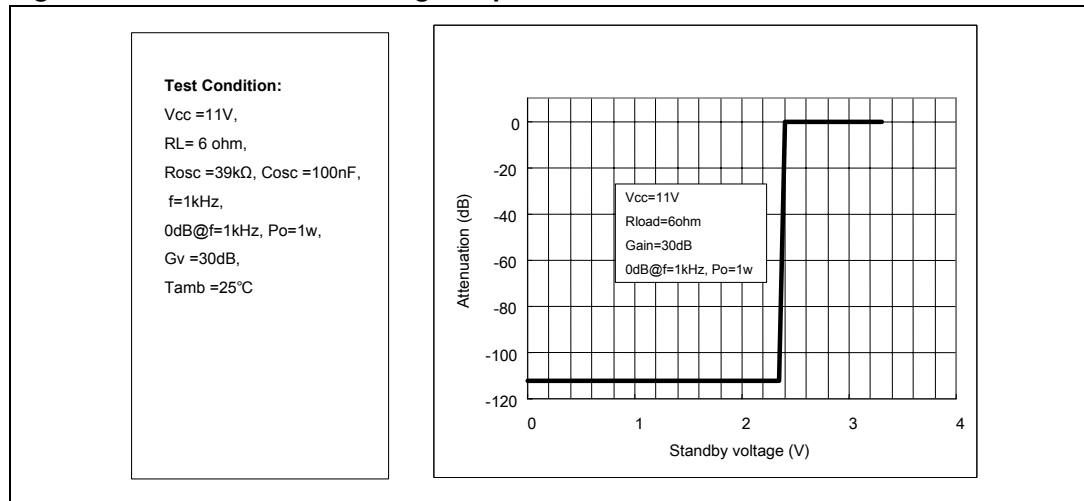 Test Condition:
Vcc =11V,
RL= 6 ohm,
Rosc =39kΩ, Cosc =100nF,
f=1kHz,
0dB@f=1kHz, Po=1w,
Gv =30dB,
Tamb =25℃
Attenuation (dB)
0
-20
-40
-60
-80
-100
-120
Vcc=11V
Rload=6ohm
Gain=30dB
0dB@f=1kHz, Po=1w
0 1 2 3 4
Standby voltage (V)